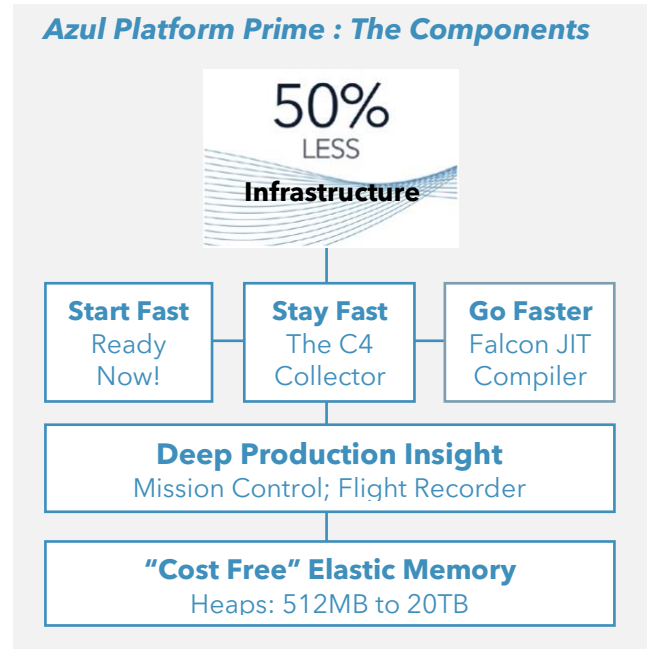 Azul Platform Prime : The Components
50%
LESS
Infrastructure
Start Fast
Ready
Now!
Stay Fast
The C4
Collector
Go Faster
Falcon JIT
Compiler
Deep Production Insight
Mission Control; Flight Recorder
“Cost Free” Elastic Memory
Heaps: 512MB to 20TB